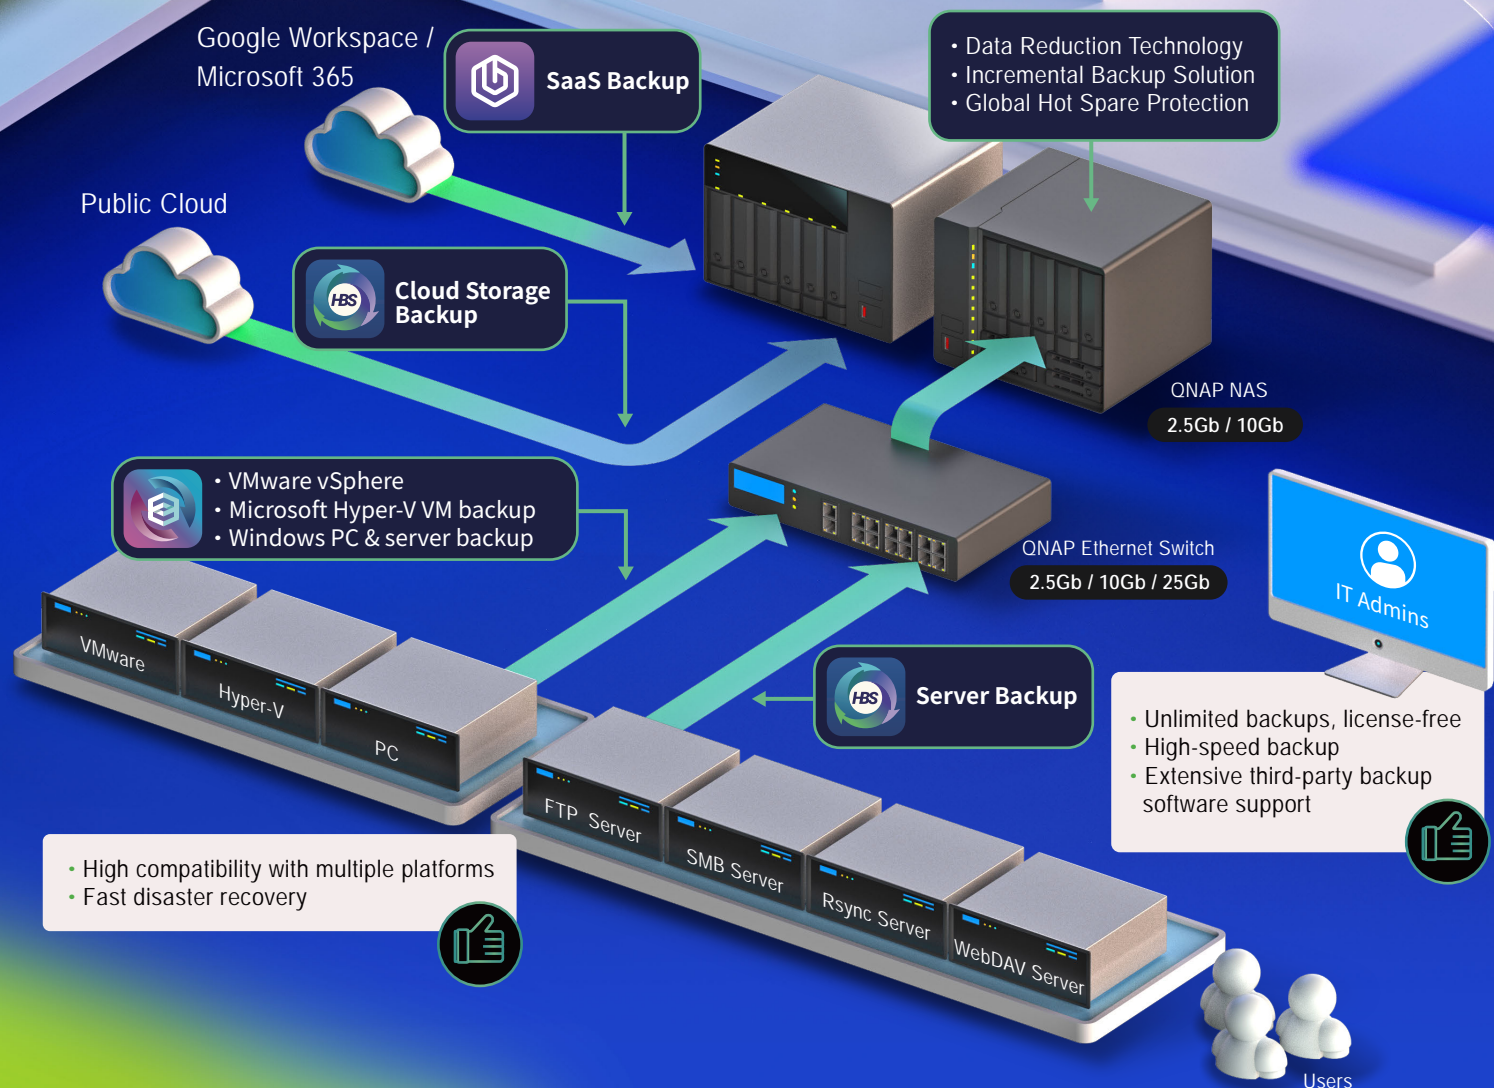 Google Workspace /
Microsoft 365
SaaS Backup
• Data Reduction Technology
• Incremental Backup Solution
• Global Hot Spare Protection
Public Cloud
HBS
Cloud Storage
Backup
QNAP NAS
2.5Gb / 10Gb
• VMware vSphere
• Microsoft Hyper-V VM backup
• Windows PC & server backup
QNAP Ethernet Switch
2.5Gb / 10Gb / 25Gb
IT Admins
VMware
Hyper-V
PC
HBS
Server Backup
• Unlimited backups, license-free
• High-speed backup
• Extensive third-party backup
software support
FTP Server
SMB Server
Rsync Server
WebDAV Server
• High compatibility with multiple platforms
• Fast disaster recovery
Users